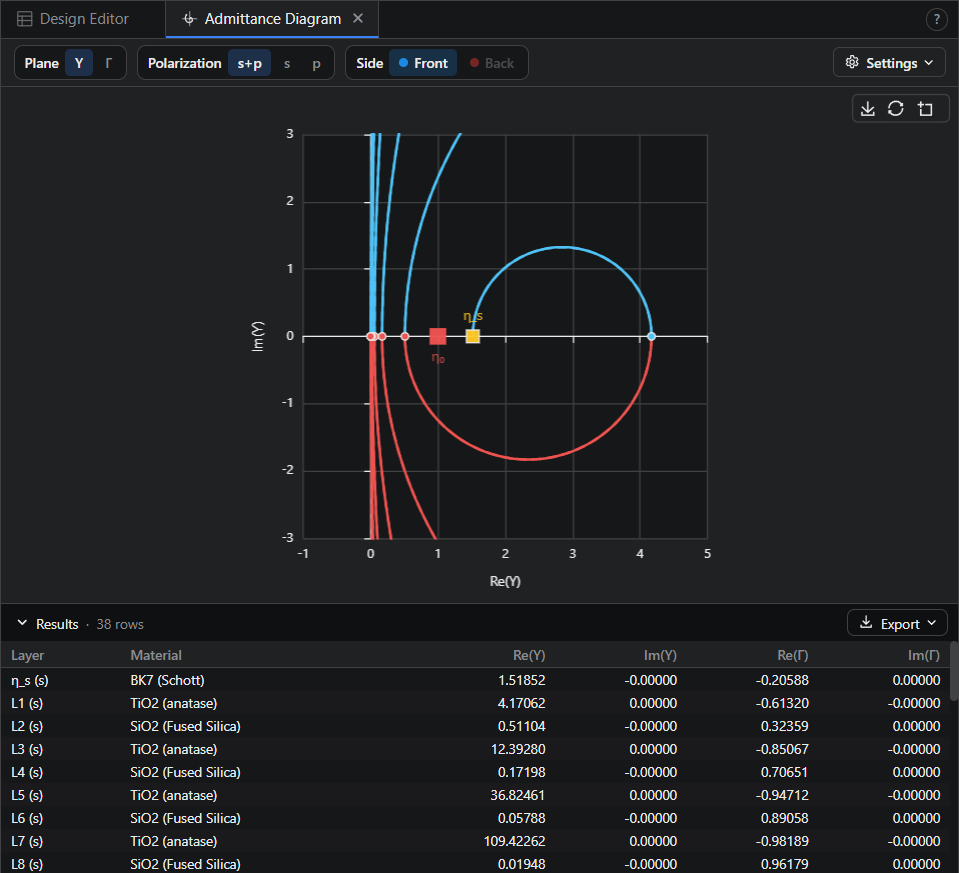 Design Editor
Admittance Diagram ×
?
Plane Y Γ
Polarization s+p s p
Side Front Back
Settings
3
2
1
0
-1
-2
-3
Im(Y)
η_s
η₀
-1 0 1 2 3 4 5
Re(Y)
Results · 38 rows
Export
Layer Material Re(Y) Im(Y) Re(Γ) Im(Γ)
η_s (s) BK7 (Schott) 1.51852 -0.00000 -0.20588 0.00000
L1 (s) TiO2 (anatase) 4.17062 0.00000 -0.61320 -0.00000
L2 (s) SiO2 (Fused Silica) 0.51104 -0.00000 0.32359 0.00000
L3 (s) TiO2 (anatase) 12.39280 0.00000 -0.85067 -0.00000
L4 (s) SiO2 (Fused Silica) 0.17198 -0.00000 0.70651 0.00000
L5 (s) TiO2 (anatase) 36.82461 0.00000 -0.94712 -0.00000
L6 (s) SiO2 (Fused Silica) 0.05788 -0.00000 0.89058 0.00000
L7 (s) TiO2 (anatase) 109.42262 0.00000 -0.98189 -0.00000
L8 (s) SiO2 (Fused Silica) 0.01948 -0.00000 0.96179 0.00000